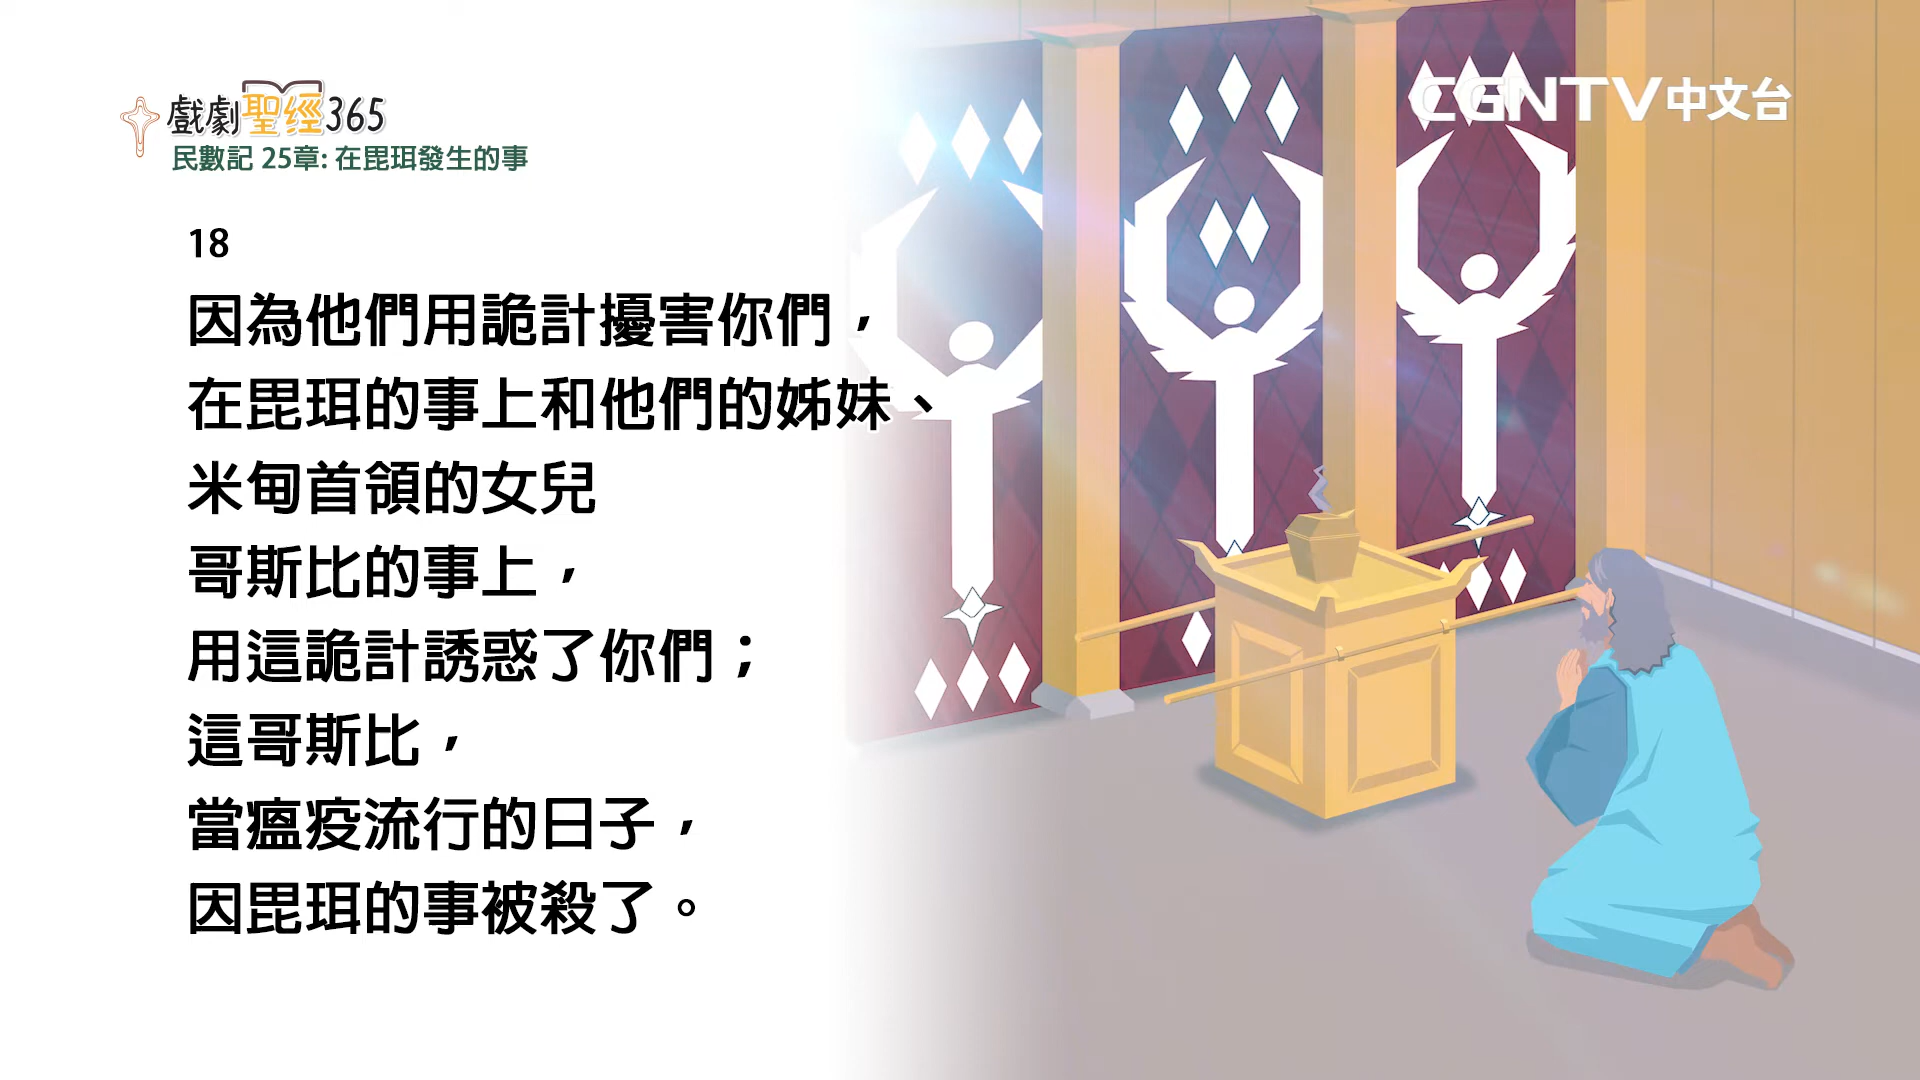 戲劇聖經365
民數記 25章: 在毘珥發生的事
CGNTV中文台
18
因為他們用詭計擾害你們，
在毘珥的事上和他們的姊妹、
米甸首領的女兒
哥斯比的事上，
用這詭計誘惑了你們；
這哥斯比，
當瘟疫流行的日子，
因毘珥的事被殺了。